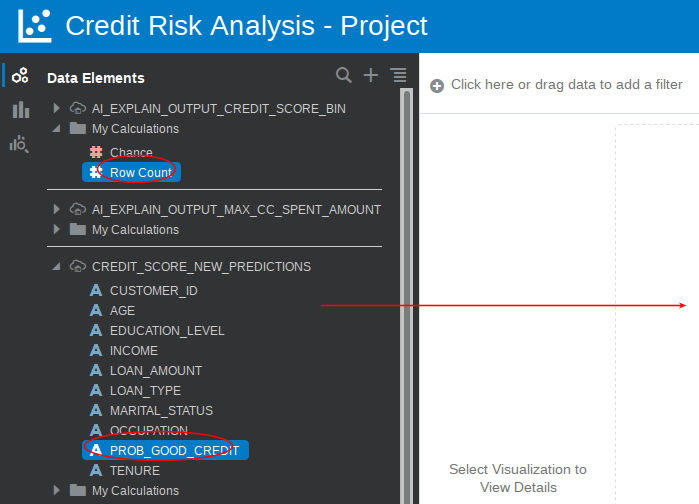 Credit Risk Analysis - Project
Data Elements
Click here or drag data to add a filter
AI_EXPLAIN_OUTPUT_CREDIT_SCORE_BIN
My Calculations
Chance
Row Count
AI_EXPLAIN_OUTPUT_MAX_CC_SPENT_AMOUNT
My Calculations
CREDIT_SCORE_NEW_PREDICTIONS
A CUSTOMER_ID
A AGE
A EDUCATION_LEVEL
A INCOME
A LOAN_AMOUNT
A LOAN_TYPE
A MARITAL_STATUS
A OCCUPATION
A PROB_GOOD_CREDIT
A TENURE
My Calculations
Select Visualization to
View Details